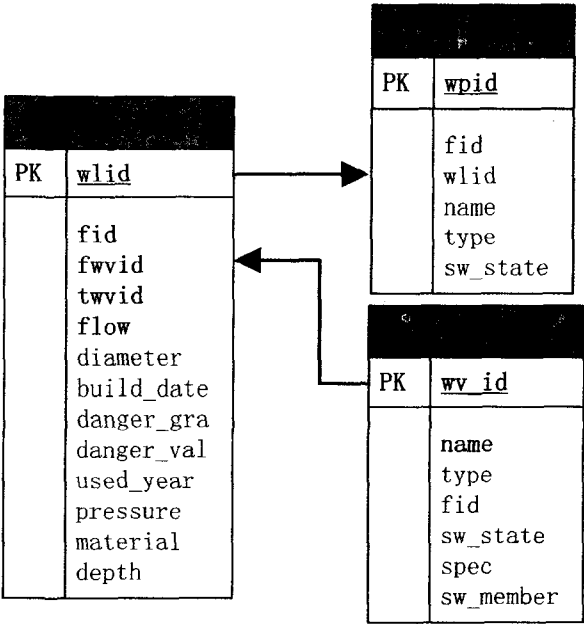 PK wlid
fid
fwvid
twvid
flow
diameter
build_date
danger_gra
danger_val
used_year
pressure
material
depth
PK wpid
fid
wlid
name
type
sw_state
PK wv_id
name
type
fid
sw_state
spec
sw_member